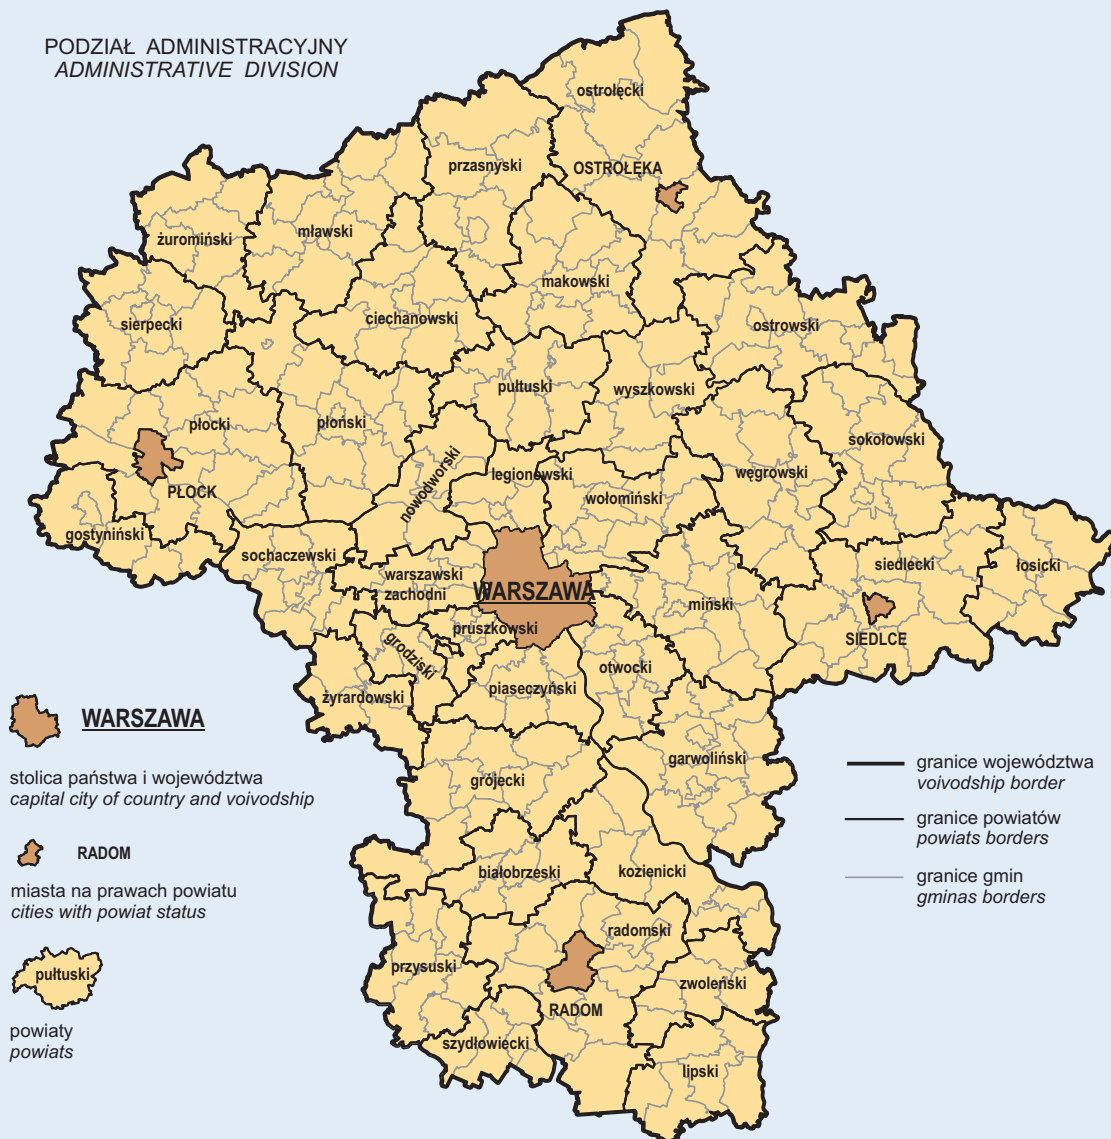 PODZIAŁ ADMINISTRACYJNY
ADMINISTRATIVE DIVISION
ostrołęcki
przasnyski
OSTROŁĘKA
żuromiński
mławski
makowski
sierpecki
ciechanowski
ostrowski
pułtuski
wyszkowski
płocki
płoński
sokołowski
nowodworski
legionowski
węgrowski
PŁOCK
wołomiński
gostyniński
sochaczewski
siedlecki
łosicki
warszawski
zachodni
WARSZAWA
miński
pruszkowski
SIEDLCE
grodziski
otwocki
żyrardowski
piaseczyński
garwoliński
grójecki
białobrzeski
kozienicki
radomski
przysuski
zwoleński
RADOM
szydłowiecki
lipski
WARSZAWA
stolica państwa i województwa
capital city of country and voivodship
RADOM
miasta na prawach powiatu
cities with powiat status
pułtuski
powiaty
powiats
granice województwa
voivodship border
granice powiatów
powiats borders
granice gmin
gminas borders